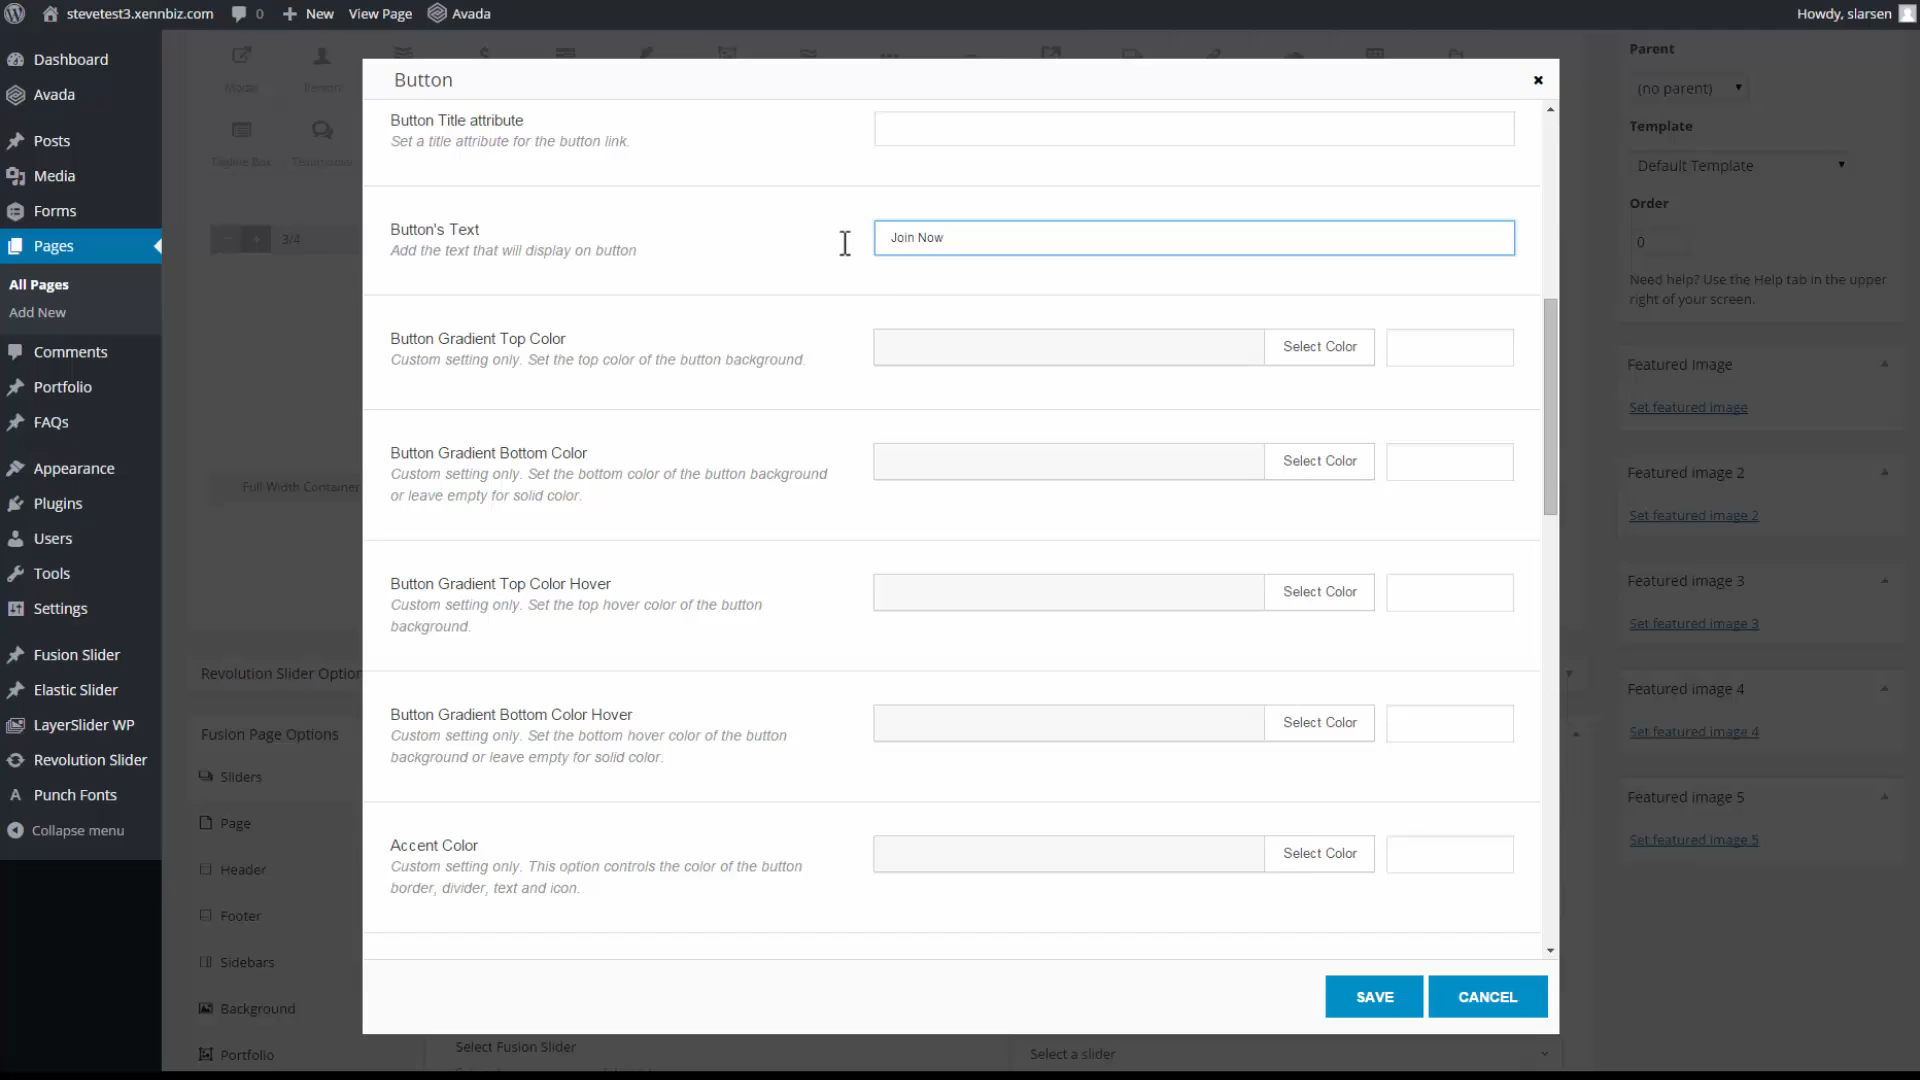 stevetest3.xennbiz.com 0 New View Page Avada Howdy, slarsen
Dashboard
Avada
Posts
Media
Forms
Pages
All Pages
Add New
Comments
Portfolio
FAQs
Appearance
Plugins
Users
Tools
Settings
Fusion Slider
Elastic Slider
LayerSlider WP
Revolution Slider
Punch Fonts
Collapse menu
Modal Person
Tagline Box Testimonial
3/4
Full Width Container
Revolution Slider Option
Fusion Page Options
Sliders
Page
Header
Footer
Sidebars
Background
Portfolio
Button
Button Title attribute
Set a title attribute for the button link.
Button's Text
Add the text that will display on button
Join Now
Button Gradient Top Color
Custom setting only. Set the top color of the button background.
Select Color
Button Gradient Bottom Color
Custom setting only. Set the bottom color of the button background
or leave empty for solid color.
Select Color
Button Gradient Top Color Hover
Custom setting only. Set the top hover color of the button
background.
Select Color
Button Gradient Bottom Color Hover
Custom setting only. Set the bottom hover color of the button
background or leave empty for solid color.
Select Color
Accent Color
Custom setting only. This option controls the color of the button
border, divider, text and icon.
Select Color
SAVE CANCEL
Select Fusion Slider
Select a slider
Parent
(no parent)
Template
Default Template
Order
0
Need help? Use the Help tab in the upper
right of your screen.
Featured Image
Set featured image
Featured image 2
Set featured image 2
Featured image 3
Set featured image 3
Featured image 4
Set featured image 4
Featured image 5
Set featured image 5